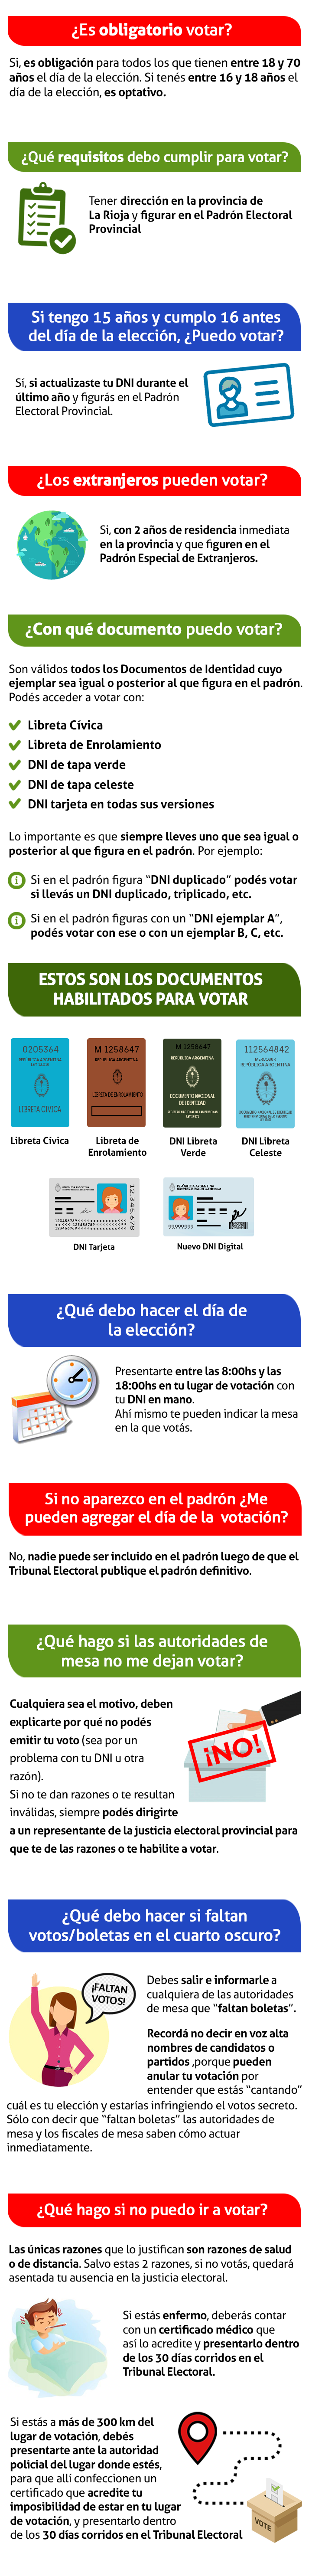 ¿Es obligatorio votar?
Si, es obligación para todos los que tienen entre 18 y 70
años el día de la elección. Si tenés entre 16 y 18 años el
día de la elección, es optativo.
¿Qué requisitos debo cumplir para votar?
Tener dirección en la provincia de
La Rioja y figurar en el Padrón Electoral
Provincial
Si tengo 15 años y cumplo 16 antes
del día de la elección, ¿Puedo votar?
Sí, si actualizaste tu DNI durante el
último año y figurás en el Padrón
Electoral Provincial.
¿Los extranjeros pueden votar?
Si, con 2 años de residencia inmediata
en la provincia y que figuren en el
Padrón Especial de Extranjeros.
¿Con qué documento puedo votar?
Son válidos todos los Documentos de Identidad cuyo
ejemplar sea igual o posterior al que figura en el padrón.
Podés acceder a votar con:
Libreta Cívica
Libreta de Enrolamiento
DNI de tapa verde
DNI de tapa celeste
DNI tarjeta en todas sus versiones
Lo importante es que siempre lleves uno que sea igual o
posterior al que figura en el padrón. Por ejemplo:
i Si en el padrón figura “DNI duplicado” podés votar
si llevás un DNI duplicado, triplicado, etc.
i Si en el padrón figuras con un “DNI ejemplar A”,
podés votar con ese o con un ejemplar B, C, etc.
ESTOS SON LOS DOCUMENTOS
HABILITADOS PARA VOTAR
0205364
REPÚBLICA ARGENTINA
LIBRETA CIVICA
M 1258647
REPÚBLICA ARGENTINA
LIBRETA DE ENROLAMIENTO
M 1258647
REPÚBLICA ARGENTINA
DOCUMENTO NACIONAL
DE IDENTIDAD
112564842
MERCOSUR
REPÚBLICA ARGENTINA
Libreta Cívica
Libreta de
Enrolamiento
DNI Libreta
Verde
DNI Libreta
Celeste
REPÚBLICA ARGENTINA
12.345.678
REPÚBLICA ARGENTINA
99999999
DNI Tarjeta
Nuevo DNI Digital
¿Qué debo hacer el día de
la elección?
Presentarte entre las 8:00hs y las
18:00hs en tu lugar de votación con
tu DNI en mano.
Ahí mismo te pueden indicar la mesa
en la que votás.
Si no aparezco en el padrón ¿Me
pueden agregar el día de la votación?
No, nadie puede ser incluido en el padrón luego de que el
Tribunal Electoral publique el padrón definitivo.
¿Qué hago si las autoridades de
mesa no me dejan votar?
Cualquiera sea el motivo, deben
explicarte por qué no podés
emitir tu voto (sea por un
problema con tu DNI u otra
razón).
Si no te dan razones o te resultan
inválidas, siempre podés dirigirte
a un representante de la justicia electoral provincial para
que te de las razones o te habilite a votar.
¡NO!
¿Qué debo hacer si faltan
votos/boletas en el cuarto oscuro?
¡FALTAN
VOTOS!
Debes salir e informarle a
cualquiera de las autoridades
de mesa que “faltan boletas”.
Recordá no decir en voz alta
nombres de candidatos o
partidos ,porque pueden
anular tu votación por
entender que estás “cantando”
cuál es tu elección y estarías infringiendo el votos secreto.
Sólo con decir que “faltan boletas” las autoridades de
mesa y los fiscales de mesa saben cómo actuar
inmediatamente.
¿Qué hago si no puedo ir a votar?
Las únicas razones que lo justifican son razones de salud
o de distancia. Salvo estas 2 razones, si no votás, quedará
asentada tu ausencia en la justicia electoral.
Si estás enfermo, deberás contar
con un certificado médico que
así lo acredite y presentarlo dentro
de los 30 días corridos en el
Tribunal Electoral.
Si estás a más de 300 km del
lugar de votación, debés
presentarte ante la autoridad
policial del lugar donde estés,
para que allí confeccionen un
certificado que acredite tu
imposibilidad de estar en tu lugar
de votación, y presentarlo dentro
de los 30 días corridos en el Tribunal Electoral
VOTE